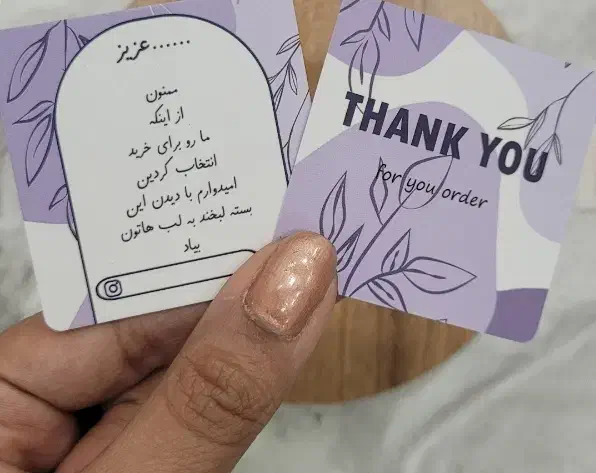 ......عزیز
ممنون
از اینکه
ما رو برای خرید
انتخاب کردین
امیدوارم با دیدن این
بسته لبخند به لب هاتون
بیاد
THANK YOU
for you order